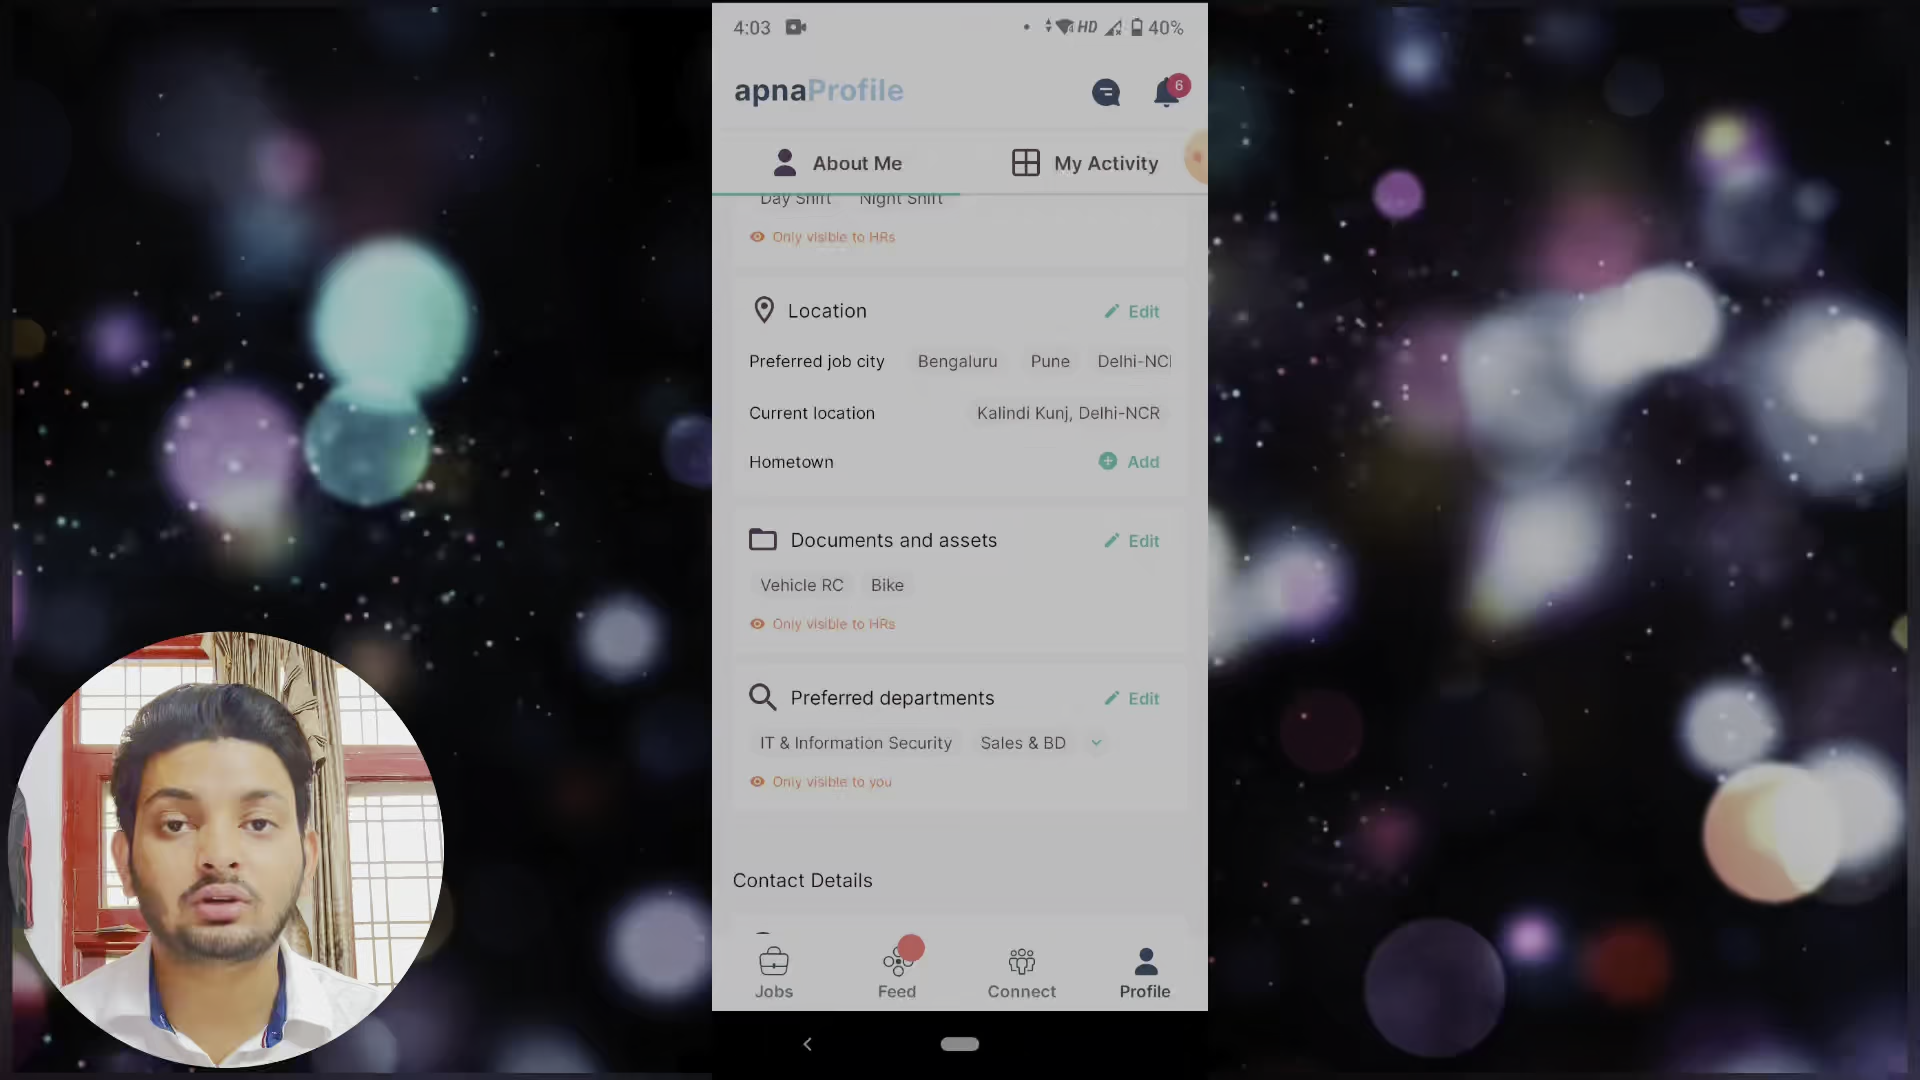 4:03 HD 40%
apnaProfile 6
About Me My Activity
Day Shift Night Shift
Only visible to HRs
Location Edit
Preferred job city Bengaluru Pune Delhi-NC
Current location Kalindi Kunj, Delhi-NCR
Hometown Add
Documents and assets Edit
Vehicle RC Bike
Only visible to HRs
Preferred departments Edit
IT & Information Security Sales & BD
Only visible to you
Contact Details
Jobs Feed Connect Profile